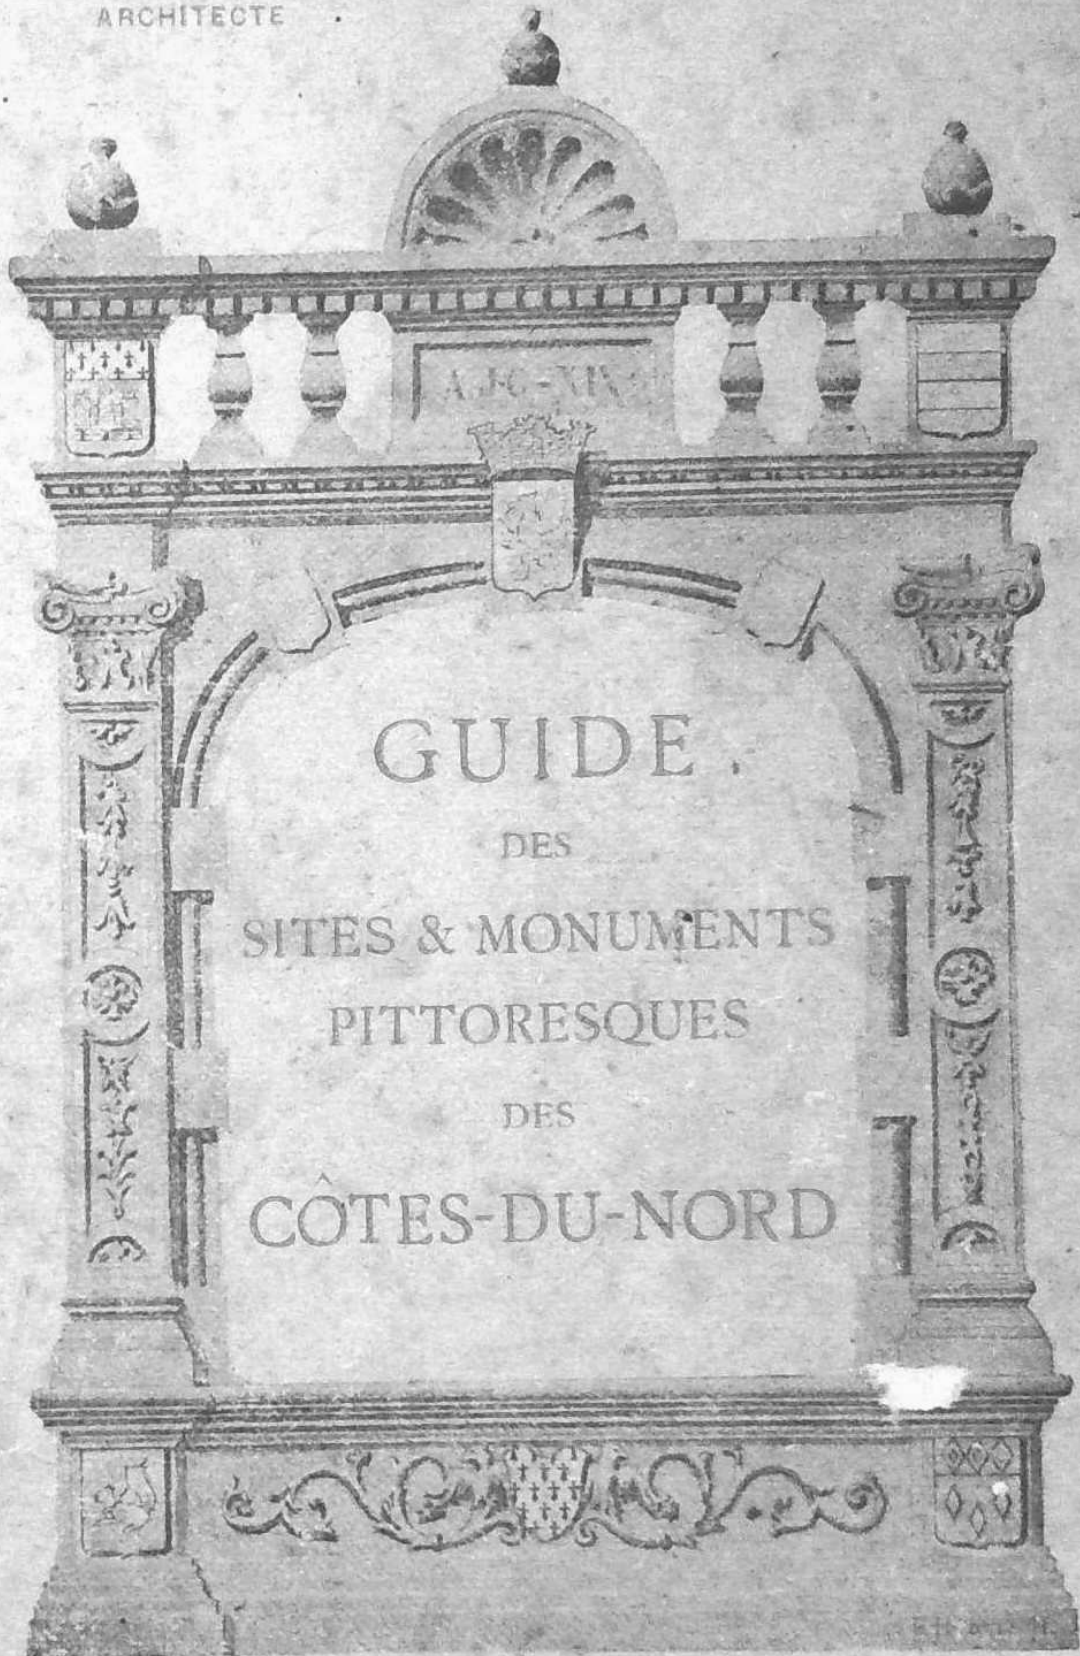 ARCHITECTE
GUIDE
DES
SITES & MONUMENTS
PITTORESQUES
DES
CÔTES-DU-NORD